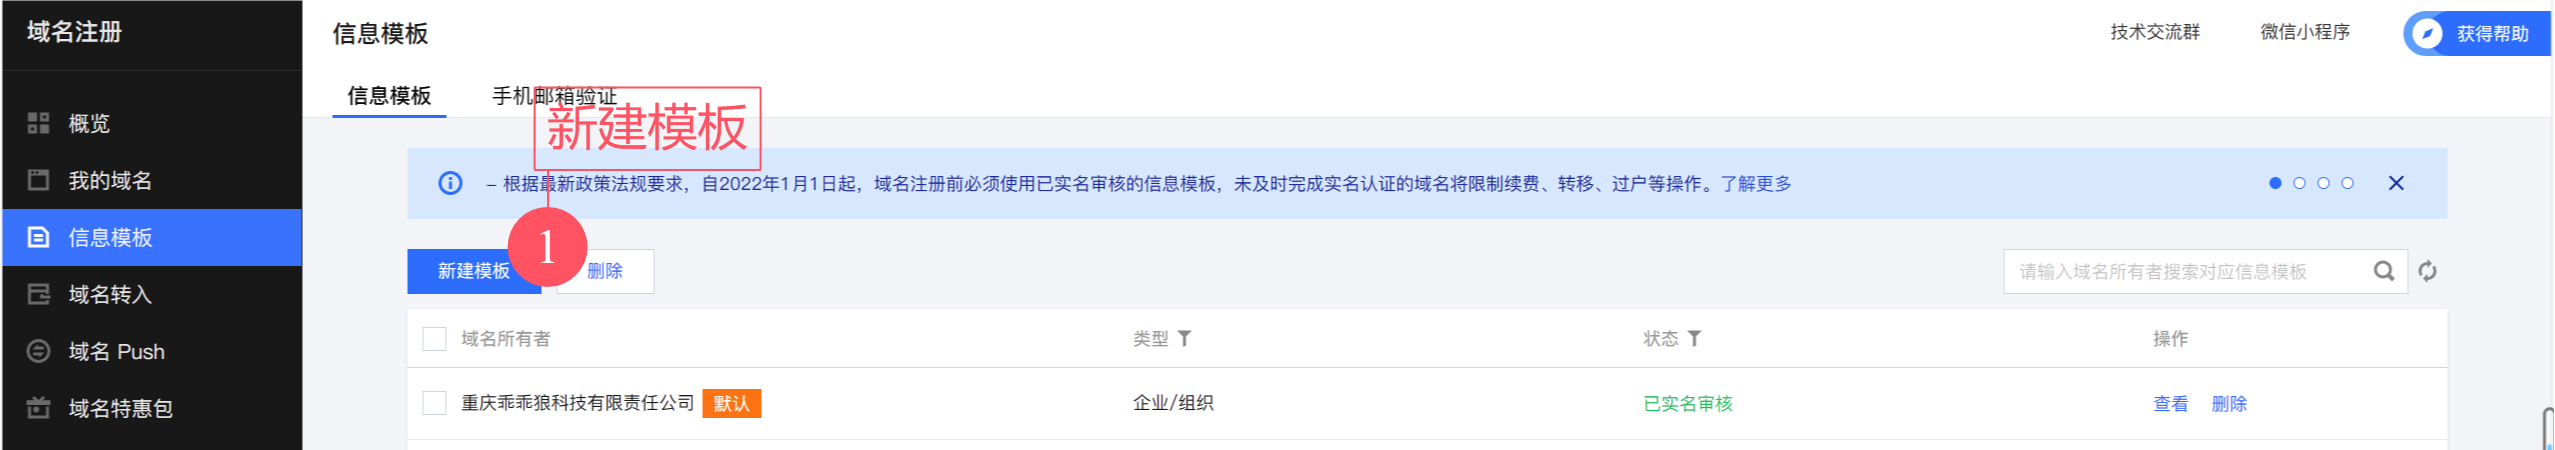 域名注册
概览
我的域名
信息模板
域名转入
域名 Push
域名特惠包
信息模板
技术交流群
微信小程序
获得帮助
信息模板
手机邮箱验证
新建模板
– 根据最新政策法规要求，自2022年1月1日起，域名注册前必须使用已实名审核的信息模板，未及时完成实名认证的域名将限制续费、转移、过户等操作。了解更多
1
新建模板
删除
请输入域名所有者搜索对应信息模板
域名所有者
类型
状态
操作
重庆乖乖狼科技有限责任公司 默认
企业/组织
已实名审核
查看 删除